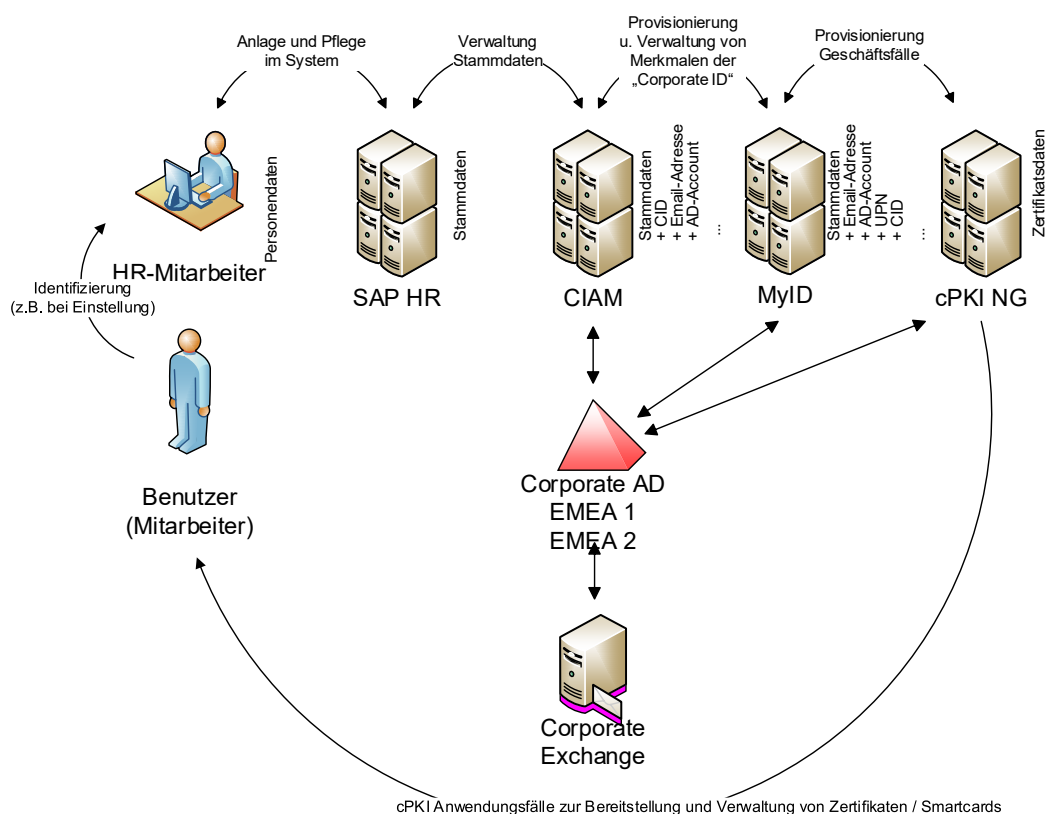 Anlage und Pflege
im System
Verwaltung
Stammdaten
Provisionierung
u. Verwaltung von
Merkmalen der
„Corporate ID“
Provisionierung
Geschäftsfälle
Personendaten
HR-Mitarbeiter
Stammdaten
SAP HR
Stammdaten
+ CID
+ Email-Adresse
+ AD-Account
...
CIAM
Stammdaten
+ Email-Adresse
+ AD-Account
+ UPN
+ CID
...
MyID
Zertifikatsdaten
cPKI NG
Identifizierung
(z.B. bei Einstellung)
Benutzer
(Mitarbeiter)
Corporate AD
EMEA 1
EMEA 2
Corporate
Exchange
cPKI Anwendungsfälle zur Bereitstellung und Verwaltung von Zertifikaten / Smartcards